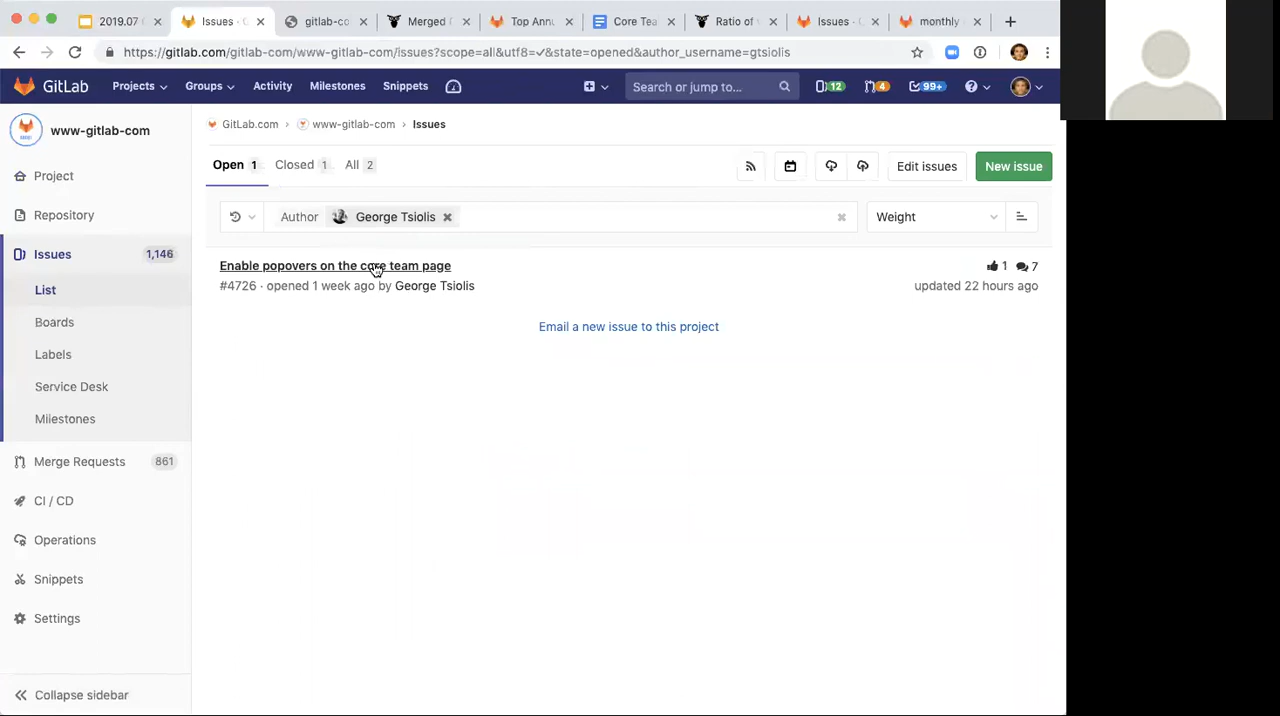 2019.07
Issues · G
gitlab-co
Merged
Top Annu
Core Tea
Ratio of
Issues · G
monthly
https://gitlab.com/gitlab-com/www-gitlab-com/issues?scope=all&utf8=✓&state=opened&author_username=gtsiolis
GitLab
Projects
Groups
Activity
Milestones
Snippets
Search or jump to...
12
4
99+
www-gitlab-com
GitLab.com › www-gitlab-com › Issues
Open 1
Closed 1
All 2
Edit issues
New issue
Author George Tsiolis
Weight
Project
Repository
Issues 1,146
List
Boards
Labels
Service Desk
Milestones
Merge Requests 861
CI / CD
Operations
Snippets
Settings
Collapse sidebar
Enable popovers on the core team page
1 7
#4726 · opened 1 week ago by George Tsiolis
updated 22 hours ago
Email a new issue to this project